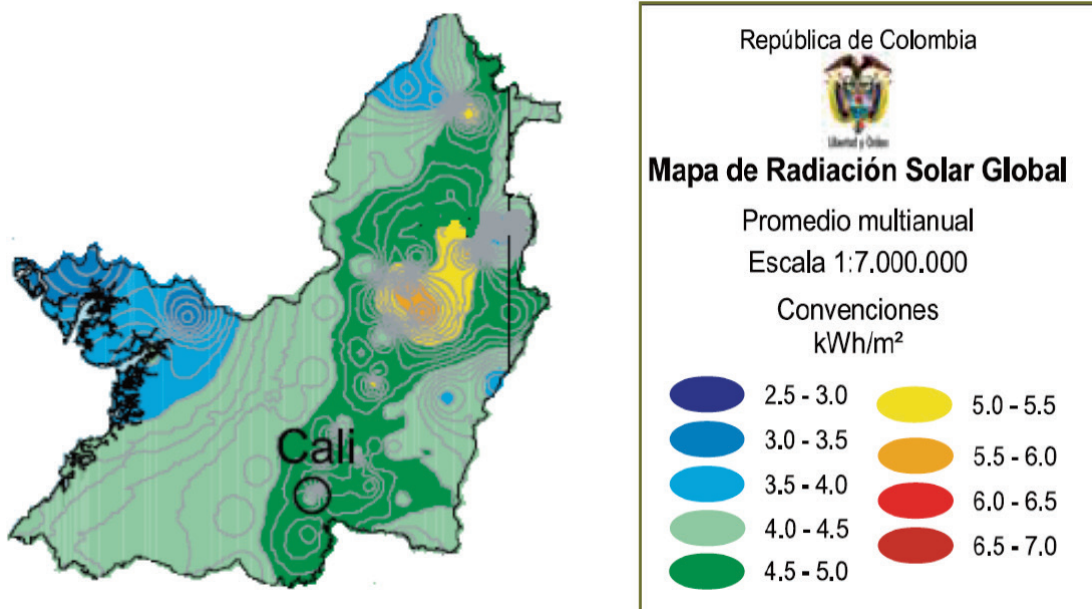 Cali
República de Colombia
Libertad y Orden
Mapa de Radiación Solar Global
Promedio multianual
Escala 1:7.000.000
Convenciones
kWh/m²
2.5 - 3.0
3.0 - 3.5
3.5 - 4.0
4.0 - 4.5
4.5 - 5.0
5.0 - 5.5
5.5 - 6.0
6.0 - 6.5
6.5 - 7.0